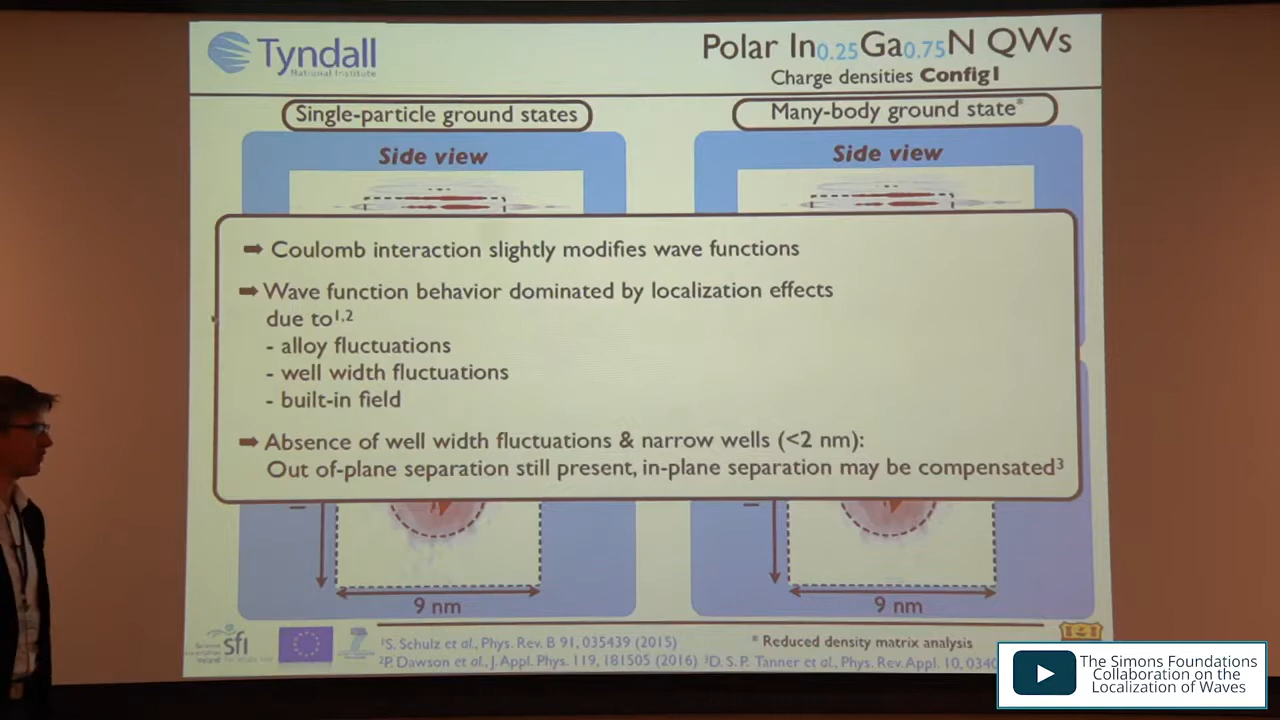 Tyndall
National Institute
Polar In0.25Ga0.75N QWs
Charge densities Config1
Single-particle ground states
Many-body ground state*
Side view
Side view
➡ Coulomb interaction slightly modifies wave functions
➡ Wave function behavior dominated by localization effects
due to1,2
- alloy fluctuations
- well width fluctuations
- built-in field
➡ Absence of well width fluctuations & narrow wells (<2 nm):
Out of-plane separation still present, in-plane separation may be compensated3
9 nm
9 nm
sfi
1S. Schulz et al., Phys. Rev. B 91, 035439 (2015)
* Reduced density matrix analysis
2P. Dawson et al., J. Appl. Phys. 119, 181505 (2016) 3D. S. P. Tanner et al., Phys. Rev. Appl. 10, 0340
The Simons Foundations
Collaboration on the
Localization of Waves